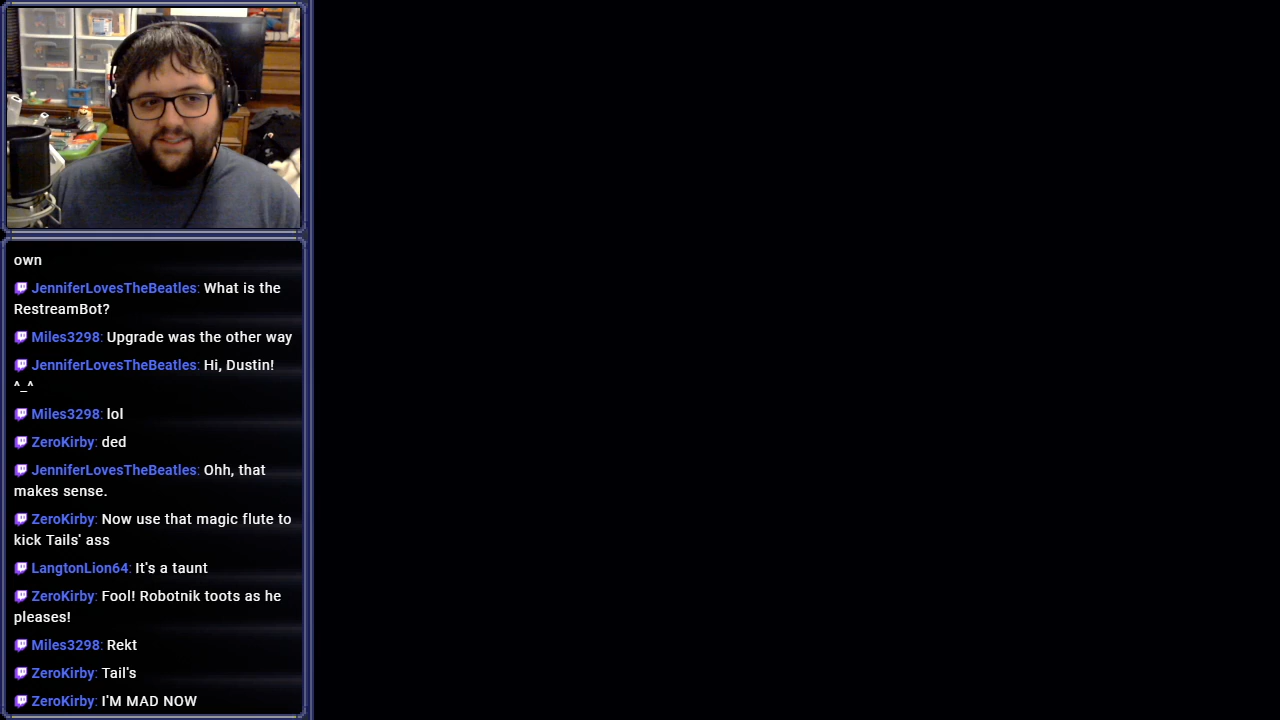 own
JenniferLovesTheBeatles: What is the
RestreamBot?
Miles3298: Upgrade was the other way
JenniferLovesTheBeatles: Hi, Dustin!
^_^
Miles3298: lol
ZeroKirby: ded
JenniferLovesTheBeatles: Ohh, that
makes sense.
ZeroKirby: Now use that magic flute to
kick Tails' ass
LangtonLion64: It's a taunt
ZeroKirby: Fool! Robotnik toots as he
pleases!
Miles3298: Rekt
ZeroKirby: Tail's
ZeroKirby: I'M MAD NOW